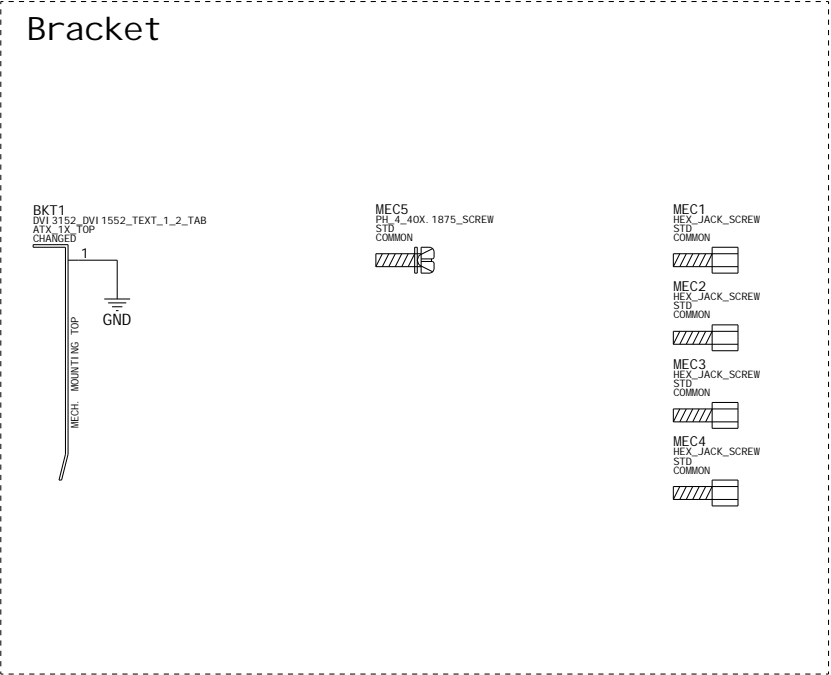 Bracket
BKT1
DVI3152_DVI1552_TEXT_1_2_TAB
ATX_1X_TOP
CHANGED
1
GND
MECH. MOUNTING TOP
MEC5
PH_4_40X.1875_SCREW
STD
COMMON
MEC1
HEX_JACK_SCREW
STD
COMMON
MEC2
HEX_JACK_SCREW
STD
COMMON
MEC3
HEX_JACK_SCREW
STD
COMMON
MEC4
HEX_JACK_SCREW
STD
COMMON